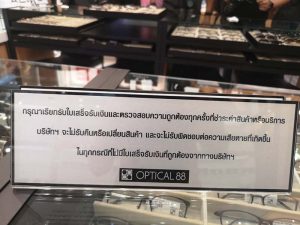 กรุณาเรียกรับใบเสร็จรับเงินและตรวจสอบความถูกต้องทุกครั้งที่ชำระค่าสินค้าหรือบริการ
บริษัทฯ จะไม่รับคืนหรือเปลี่ยนสินค้า และจะไม่รับผิดชอบต่อความเสียหายที่เกิดขึ้น
ในทุกกรณีที่ไม่มีใบเสร็จรับเงินที่ถูกต้องจากทางบริษัทฯ
OPTICAL 88